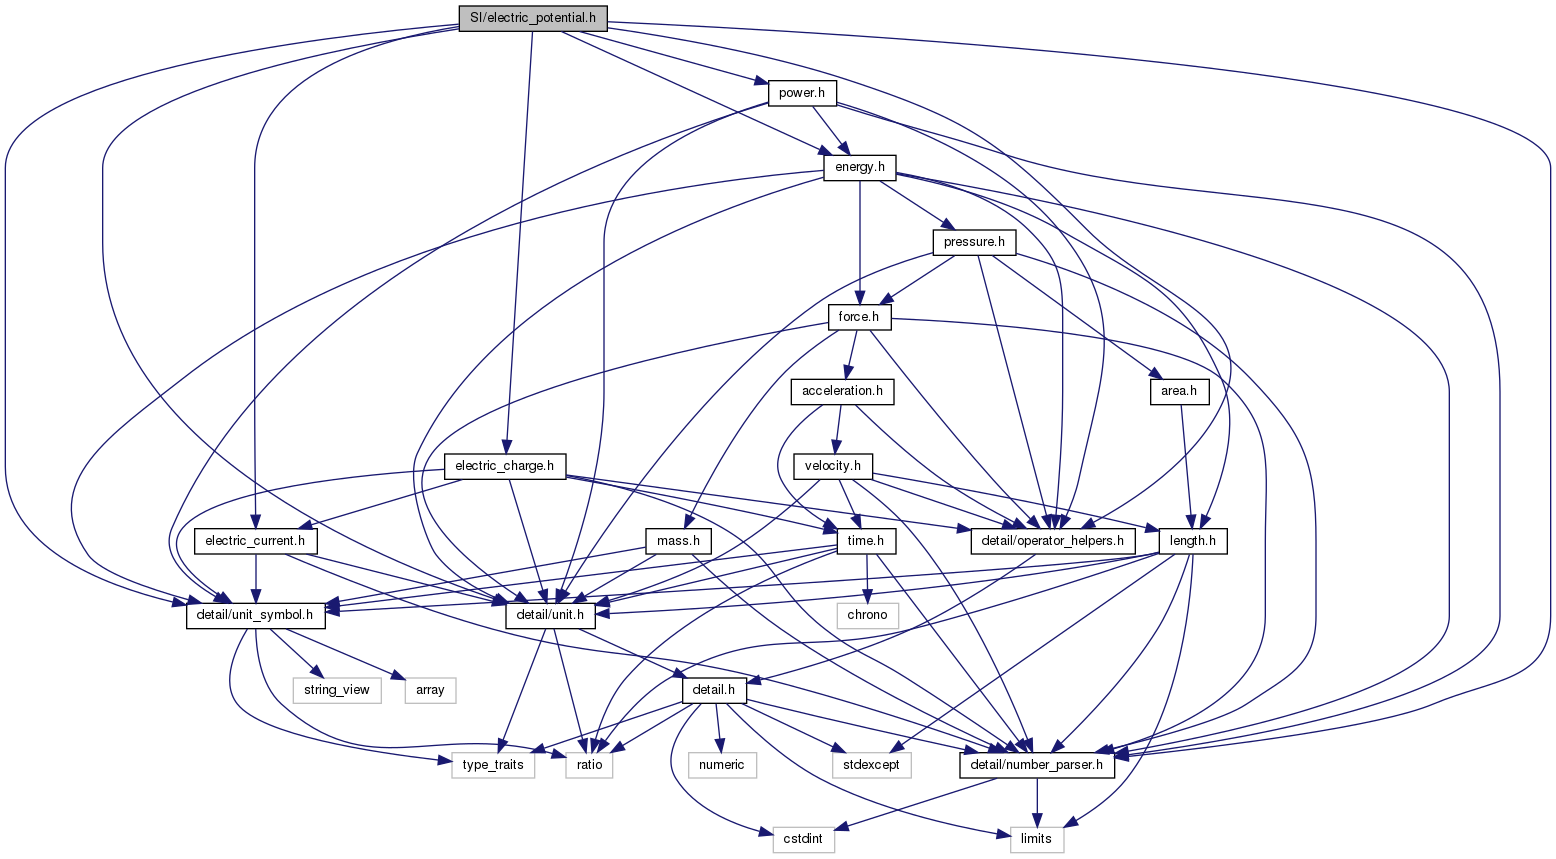 SI/electric_potential.h
power.h
energy.h
pressure.h
force.h
acceleration.h
area.h
electric_charge.h
velocity.h
electric_current.h
mass.h
time.h
detail/operator_helpers.h
length.h
detail/unit_symbol.h
detail/unit.h
chrono
string_view
array
detail.h
type_traits
ratio
numeric
stdexcept
detail/number_parser.h
cstdint
limits